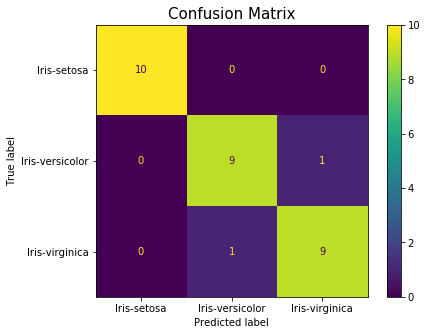 Confusion Matrix
Iris-setosa 10 0 0
Iris-versicolor 0 9 1
Iris-virginica 0 1 9
Iris-setosa Iris-versicolor Iris-virginica
Predicted label
True label
10
8
6
4
2
0